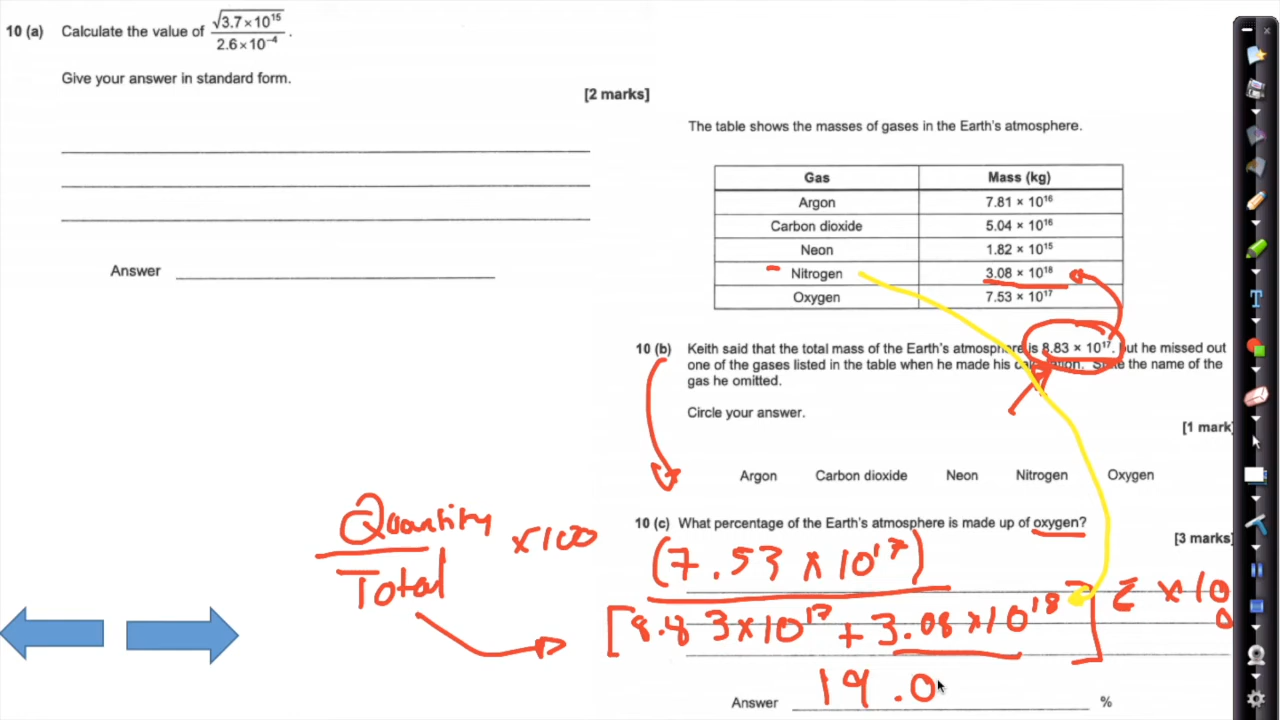 10 (a) Calculate the value of √3.7×10¹⁵ / 2.6×10⁻⁴ .
Give your answer in standard form.
[2 marks]
Answer
The table shows the masses of gases in the Earth's atmosphere.
Gas Mass (kg)
Argon 7.81 × 10¹⁶
Carbon dioxide 5.04 × 10¹⁶
Neon 1.82 × 10¹⁵
Nitrogen 3.08 × 10¹⁸
Oxygen 7.53 × 10¹⁷
10 (b) Keith said that the total mass of the Earth's atmosphere is 8.83 × 10¹⁷, but he missed out
one of the gases listed in the table when he made his calculation. State the name of the
gas he omitted.
Circle your answer.
[1 mark]
Argon Carbon dioxide Neon Nitrogen Oxygen
10 (c) What percentage of the Earth's atmosphere is made up of oxygen?
[3 marks]
Quantity
Total
×100
(7.53 × 10¹⁷)
[8.83×10¹⁷ + 3.08×10¹⁸] × 100
Answer 19.0 %